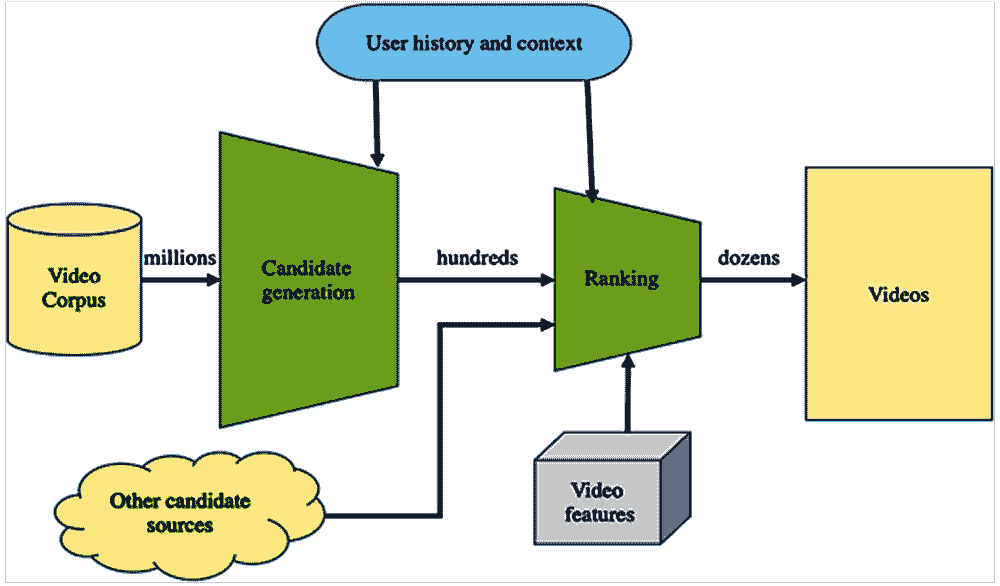 User history and context
millions
hundreds
dozens
Video
Corpus
Candidate
generation
Ranking
Videos
Other candidate
sources
Video
features